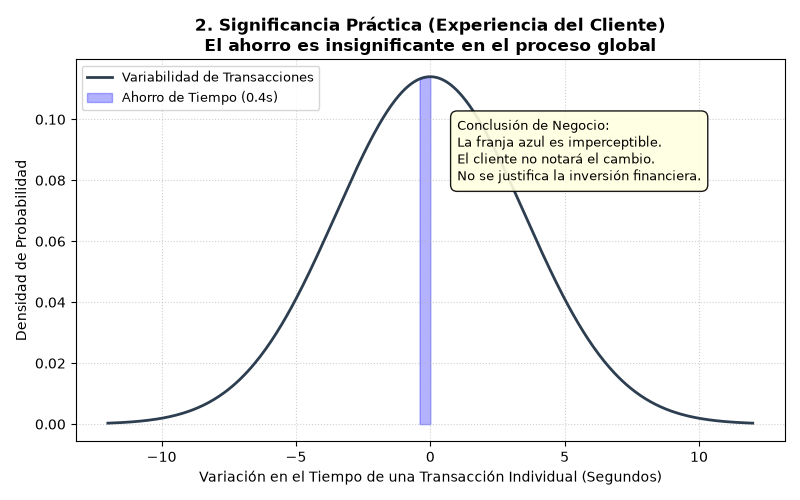 2. Significancia Práctica (Experiencia del Cliente)
El ahorro es insignificante en el proceso global
Variabilidad de Transacciones
Ahorro de Tiempo (0.4s)
Conclusión de Negocio:
La franja azul es imperceptible.
El cliente no notará el cambio.
No se justifica la inversión financiera.
Densidad de Probabilidad
0.10
0.08
0.06
0.04
0.02
0.00
−10
−5
0
5
10
Variación en el Tiempo de una Transacción Individual (Segundos)